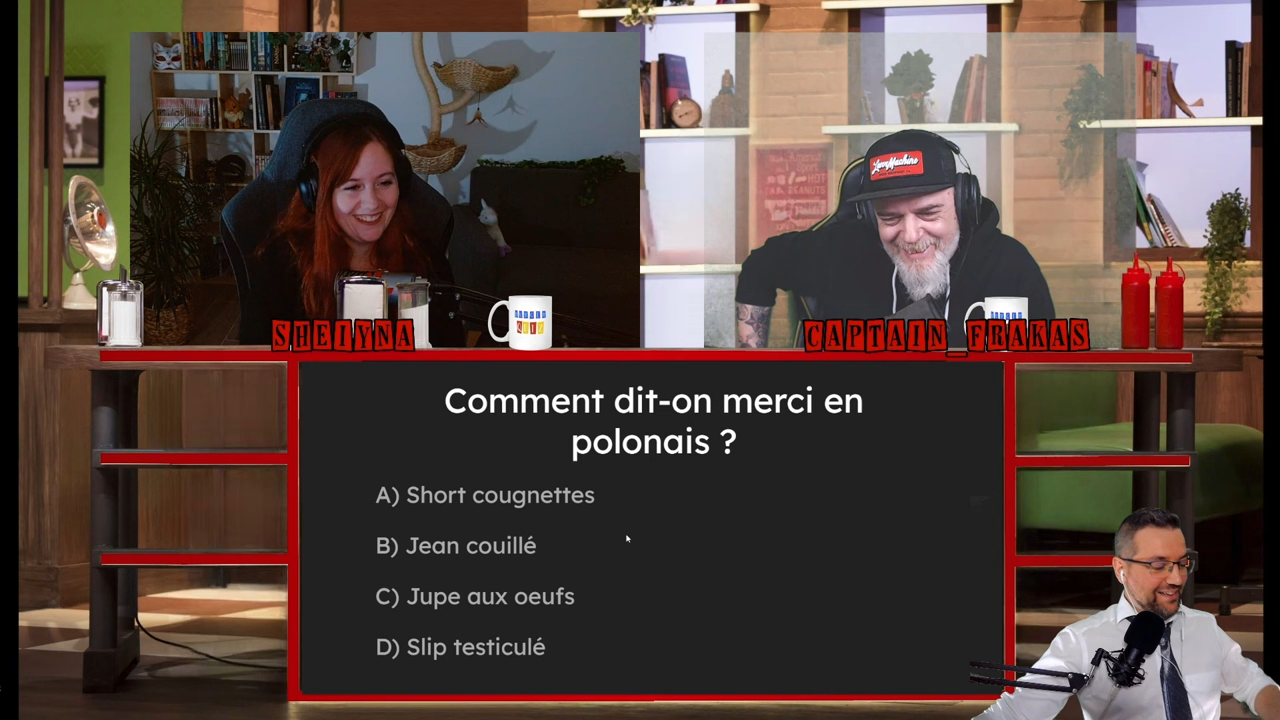 SHEIYNA
CAPTAIN_FRAKAS
Comment dit-on merci en
polonais ?
A) Short cougnettes
B) Jean couillé
C) Jupe aux oeufs
D) Slip testiculé